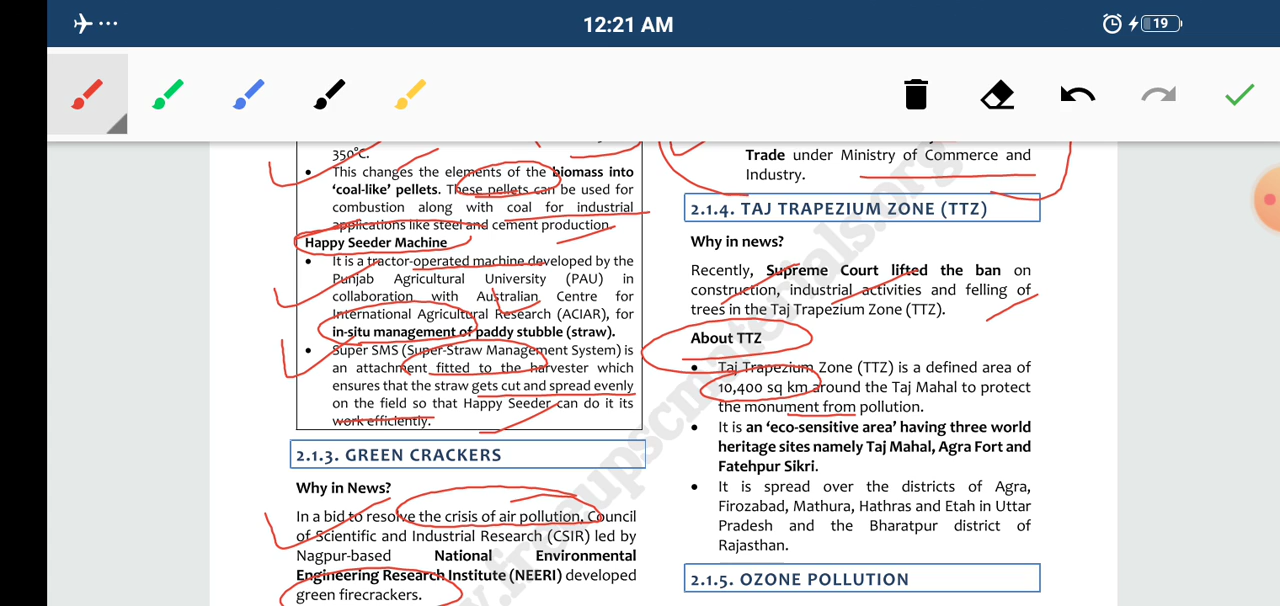 12:21 AM
19
350°C.
• This changes the elements of the biomass into
‘coal-like’ pellets. These pellets can be used for
combustion along with coal for industrial
applications like steel and cement production.
Happy Seeder Machine
• It is a tractor-operated machine developed by the
Punjab Agricultural University (PAU) in
collaboration with Australian Centre for
International Agricultural Research (ACIAR), for
in-situ management of paddy stubble (straw).
• Super SMS (Super-Straw Management System) is
an attachment fitted to the harvester which
ensures that the straw gets cut and spread evenly
on the field so that Happy Seeder can do it its
work efficiently.
2.1.3. GREEN CRACKERS
Why in News?
In a bid to resolve the crisis of air pollution, Council
of Scientific and Industrial Research (CSIR) led by
Nagpur-based National Environmental
Engineering Research Institute (NEERI) developed
green firecrackers.
Trade under Ministry of Commerce and
Industry.
2.1.4. TAJ TRAPEZIUM ZONE (TTZ)
Why in news?
Recently, Supreme Court lifted the ban on
construction, industrial activities and felling of
trees in the Taj Trapezium Zone (TTZ).
About TTZ
• Taj Trapezium Zone (TTZ) is a defined area of
10,400 sq km around the Taj Mahal to protect
the monument from pollution.
• It is an ‘eco-sensitive area’ having three world
heritage sites namely Taj Mahal, Agra Fort and
Fatehpur Sikri.
• It is spread over the districts of Agra,
Firozabad, Mathura, Hathras and Etah in Uttar
Pradesh and the Bharatpur district of
Rajasthan.
2.1.5. OZONE POLLUTION